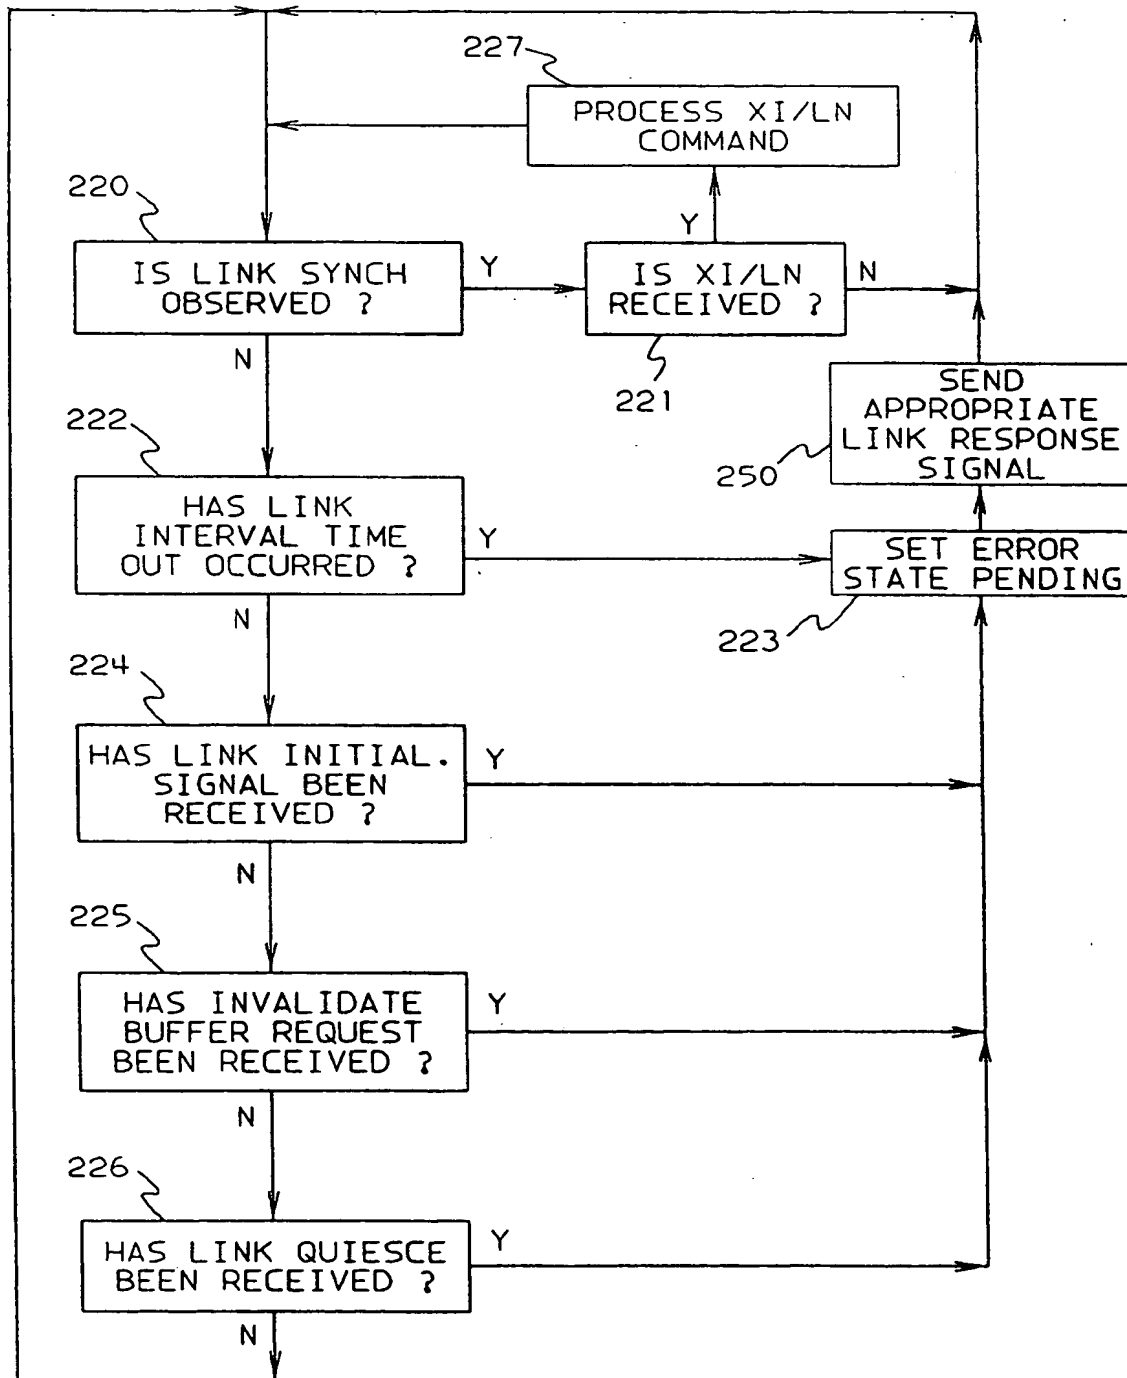 227
PROCESS XI/LN
COMMAND
220
IS LINK SYNCH
OBSERVED ?
Y
Y
IS XI/LN
RECEIVED ?
N
N
221
SEND
APPROPRIATE
LINK RESPONSE
SIGNAL
250
222
HAS LINK
INTERVAL TIME
OUT OCCURRED ?
Y
SET ERROR
STATE PENDING
N
223
224
HAS LINK INITIAL.
SIGNAL BEEN
RECEIVED ?
Y
N
225
HAS INVALIDATE
BUFFER REQUEST
BEEN RECEIVED ?
Y
N
226
HAS LINK QUIESCE
BEEN RECEIVED ?
Y
N